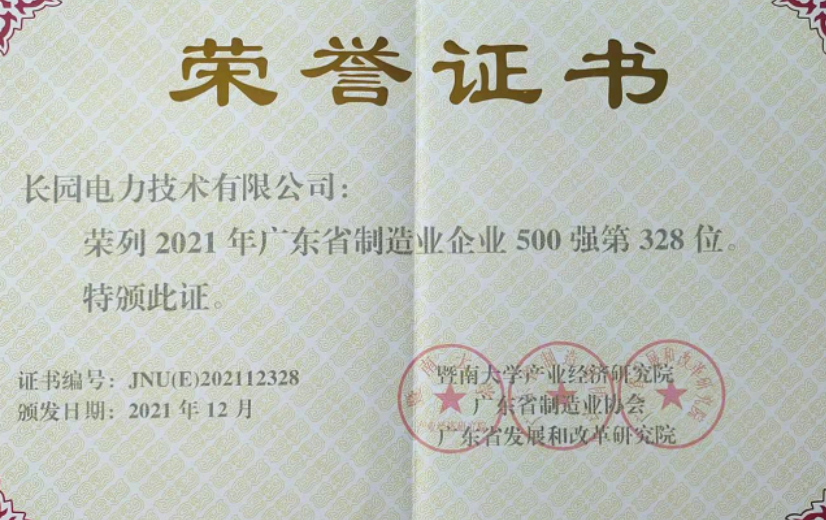 荣誉证书
长园电力技术有限公司：
荣列 2021 年广东省制造业企业 500 强第 328 位。
特颁此证。
证书编号：JNU(E)202112328
颁发日期：2021 年 12 月
暨南大学产业经济研究院
广东省制造业协会
广东省发展和改革研究院